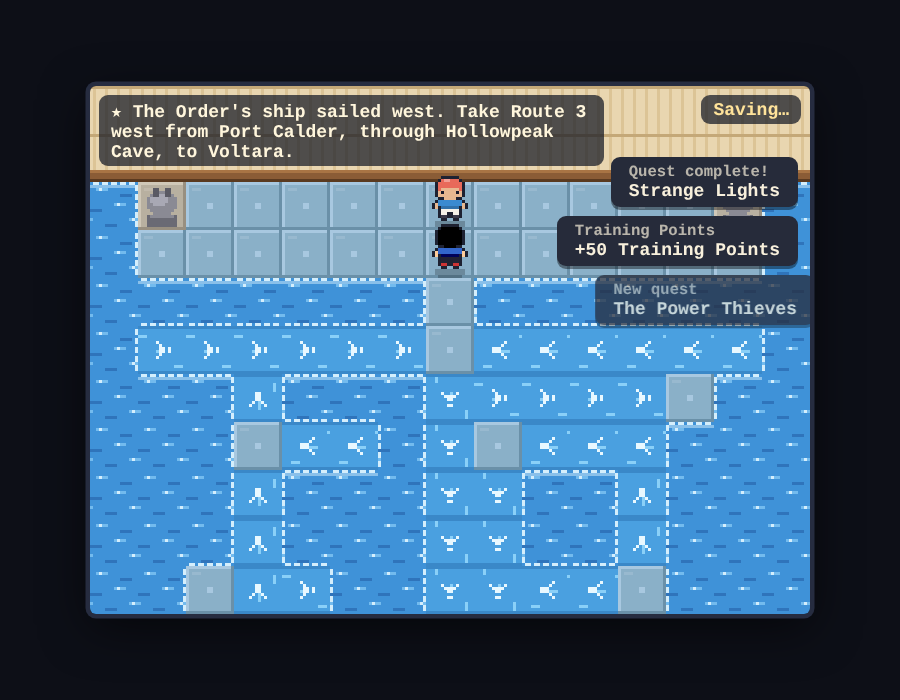 ★ The Order's ship sailed west. Take Route 3
west from Port Calder, through Hollowpeak
Cave, to Voltara.
Saving…
Quest complete!
Strange Lights
Training Points
+50 Training Points
New quest
The Power Thieves